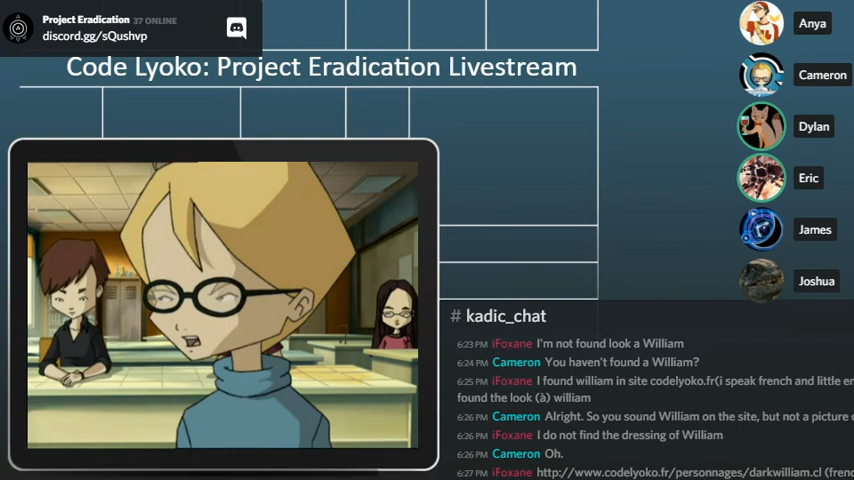 Project Eradication 37 ONLINE
discord.gg/sQushvp
Code Lyoko: Project Eradication Livestream
Anya
Cameron
Dylan
Eric
James
Joshua
# kadic_chat
6:23 PM iFoxane I'm not found look a William
6:24 PM Cameron You haven't found a William?
6:25 PM iFoxane I found william in site codelyoko.fr(i speak french and little en
found the look (à) william
6:26 PM Cameron Alright. So you sound William on the site, but not a picture o
6:26 PM iFoxane I do not find the dressing of William
6:26 PM Cameron Oh.
6:27 PM iFoxane http://www.codelyoko.fr/personnages/darkwilliam.cl (frenc